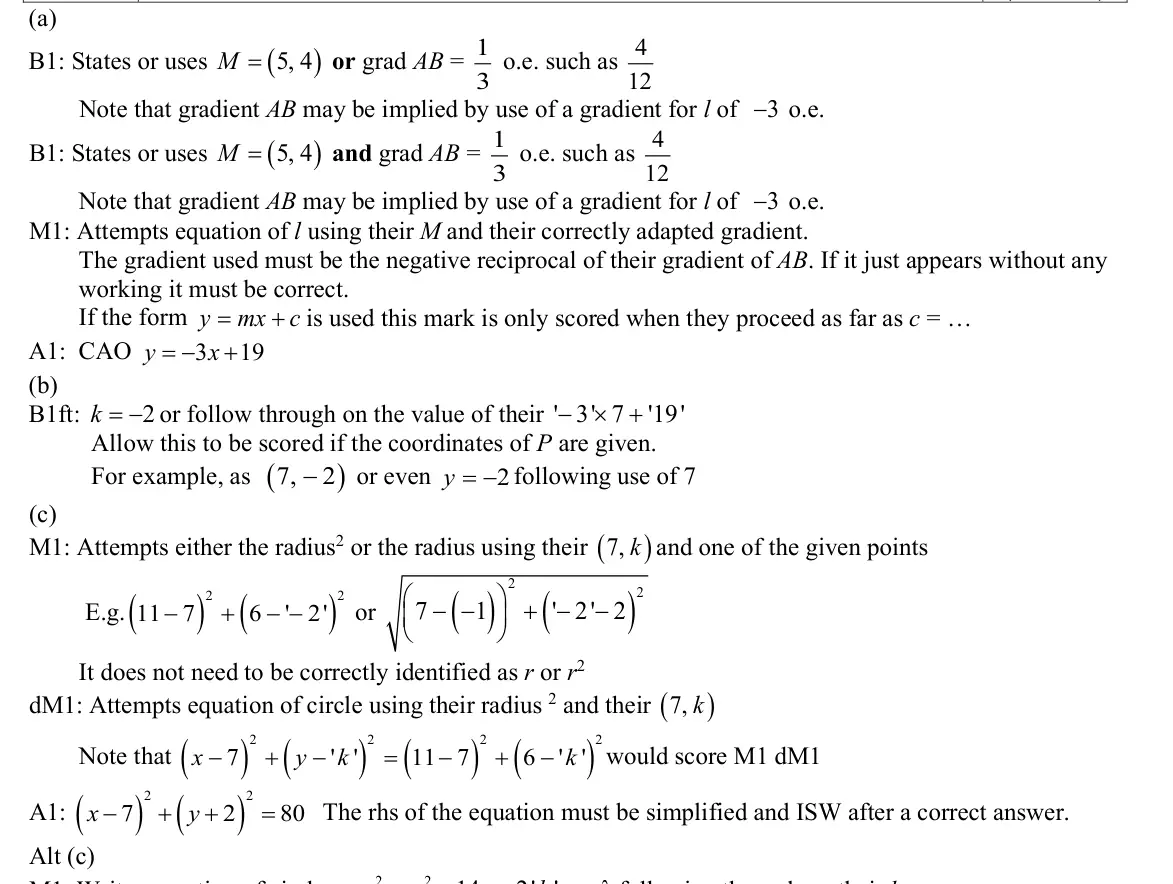 (a)
B1: States or uses M = (5, 4) or grad AB = 1/3 o.e. such as 4/12
Note that gradient AB may be implied by use of a gradient for l of −3 o.e.
B1: States or uses M = (5, 4) and grad AB = 1/3 o.e. such as 4/12
Note that gradient AB may be implied by use of a gradient for l of −3 o.e.
M1: Attempts equation of l using their M and their correctly adapted gradient.
The gradient used must be the negative reciprocal of their gradient of AB. If it just appears without any
working it must be correct.
If the form y = mx + c is used this mark is only scored when they proceed as far as c = …
A1: CAO y = −3x + 19
(b)
B1ft: k = −2 or follow through on the value of their '−3'× 7 + '19'
Allow this to be scored if the coordinates of P are given.
For example, as (7, − 2) or even y = −2 following use of 7
(c)
M1: Attempts either the radius² or the radius using their (7, k) and one of the given points
E.g. (11 − 7)² + (6 − '− 2')² or √((7 − (−1))² + ('− 2' − 2)²)
It does not need to be correctly identified as r or r²
dM1: Attempts equation of circle using their radius ² and their (7, k)
Note that (x − 7)² + (y − 'k')² = (11 − 7)² + (6 − 'k')² would score M1 dM1
A1: (x − 7)² + (y + 2)² = 80 The rhs of the equation must be simplified and ISW after a correct answer.
Alt (c)